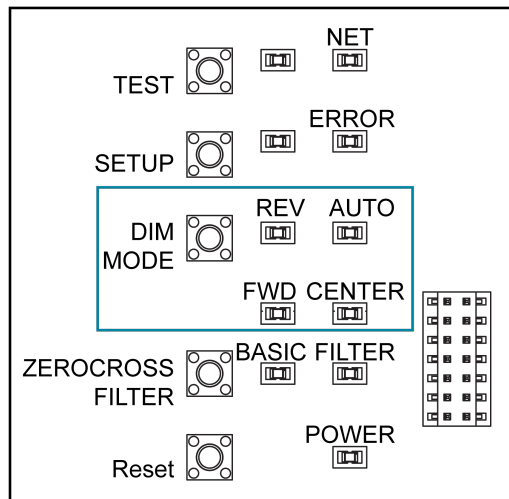 NET
TEST
ERROR
SETUP
REV AUTO
DIM
MODE
FWD CENTER
BASIC FILTER
ZEROCROSS
FILTER
POWER
Reset